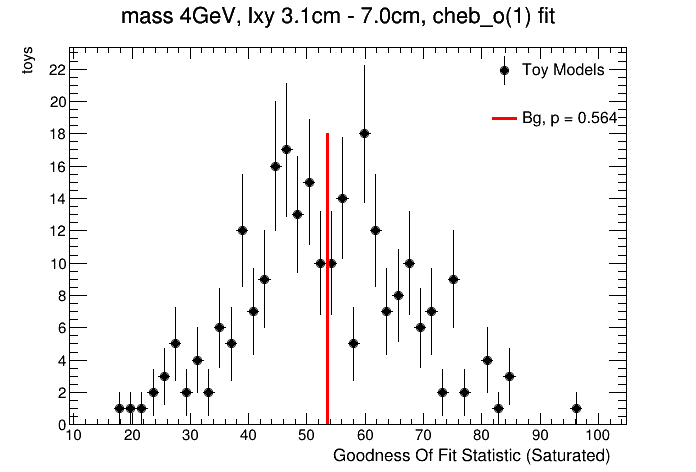 mass 4GeV, lxy 3.1cm - 7.0cm, cheb_o(1) fit
toys
22
20
18
16
14
12
10
8
6
4
2
0
Toy Models
Bg, p = 0.564
10 20 30 40 50 60 70 80 90 100
Goodness Of Fit Statistic (Saturated)